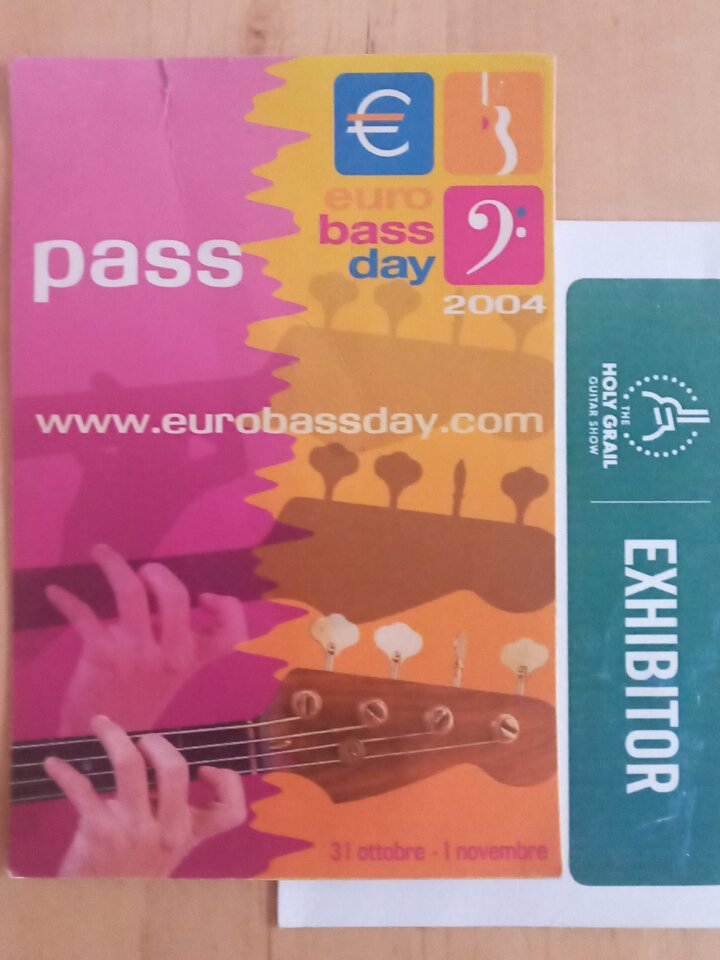 euro
bass
day
2004
pass
www.eurobassday.com
31 ottobre - 1 novembre
THE
HOLY GRAIL
GUITAR SHOW
EXHIBITOR